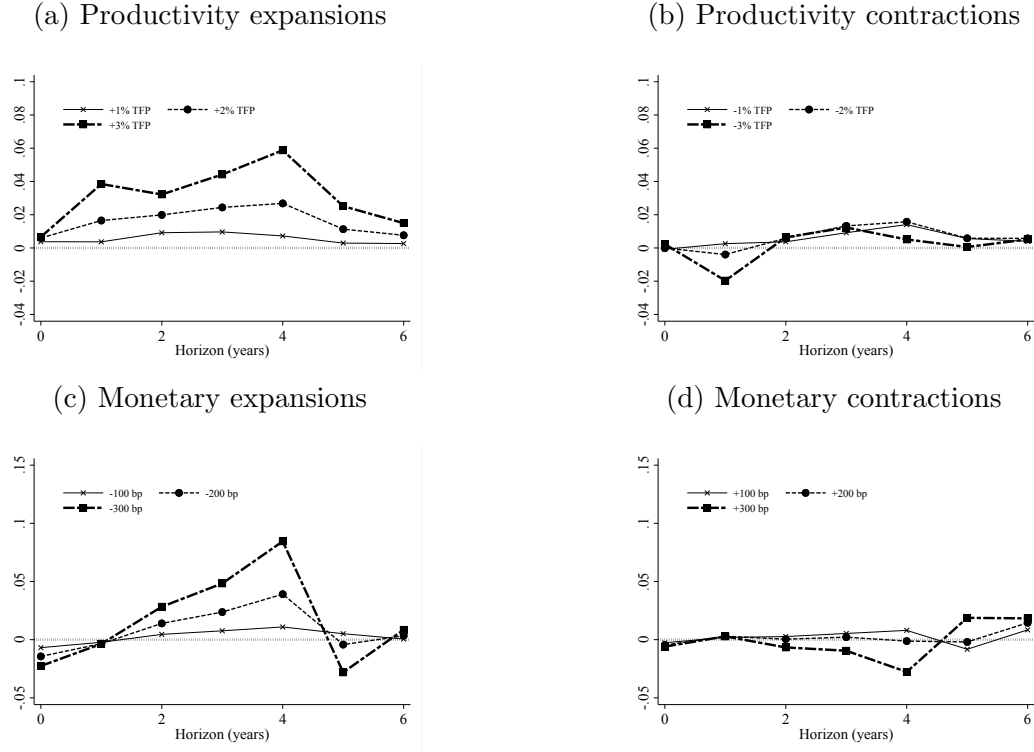 (a) Productivity expansions
.1
.08
.06
.04
.02
0
-.02
-.04
+1% TFP
+2% TFP
+3% TFP
0 2 4 6
Horizon (years)
(b) Productivity contractions
.1
.08
.06
.04
.02
0
-.02
-.04
-1% TFP
-2% TFP
-3% TFP
0 2 4 6
Horizon (years)
(c) Monetary expansions
.15
.1
.05
0
-.05
-100 bp
-200 bp
-300 bp
0 2 4 6
Horizon (years)
(d) Monetary contractions
.15
.1
.05
0
-.05
+100 bp
+200 bp
+300 bp
0 2 4 6
Horizon (years)